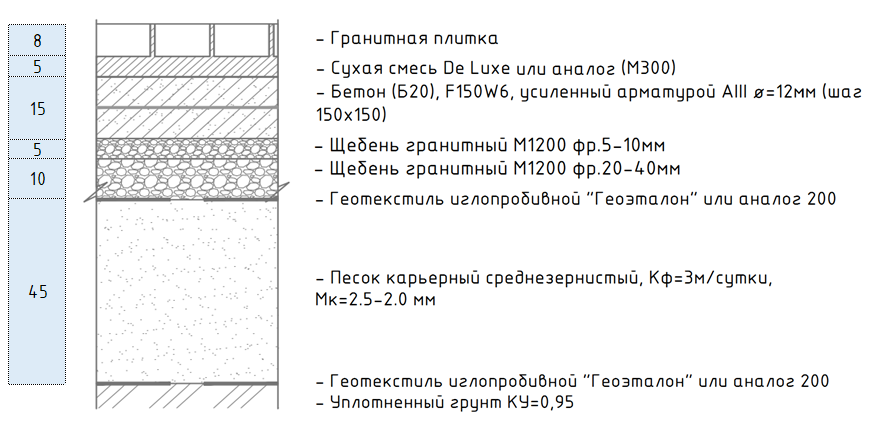 8
– Гранитная плитка
5
– Сухая смесь De Luxe или аналог (М300)
15
– Бетон (Б20), F150W6, усиленный арматурой АIII ø=12мм (шаг
150х150)
5
– Щебень гранитный М1200 фр.5-10мм
10
– Щебень гранитный М1200 фр.20-40мм
– Геотекстиль иглопробивной "Геоэталон" или аналог 200
45
– Песок карьерный среднезернистый, Кф=3м/сутки,
Мк=2.5-2.0 мм
– Геотекстиль иглопробивной "Геоэталон" или аналог 200
– Уплотненный грунт КУ=0,95